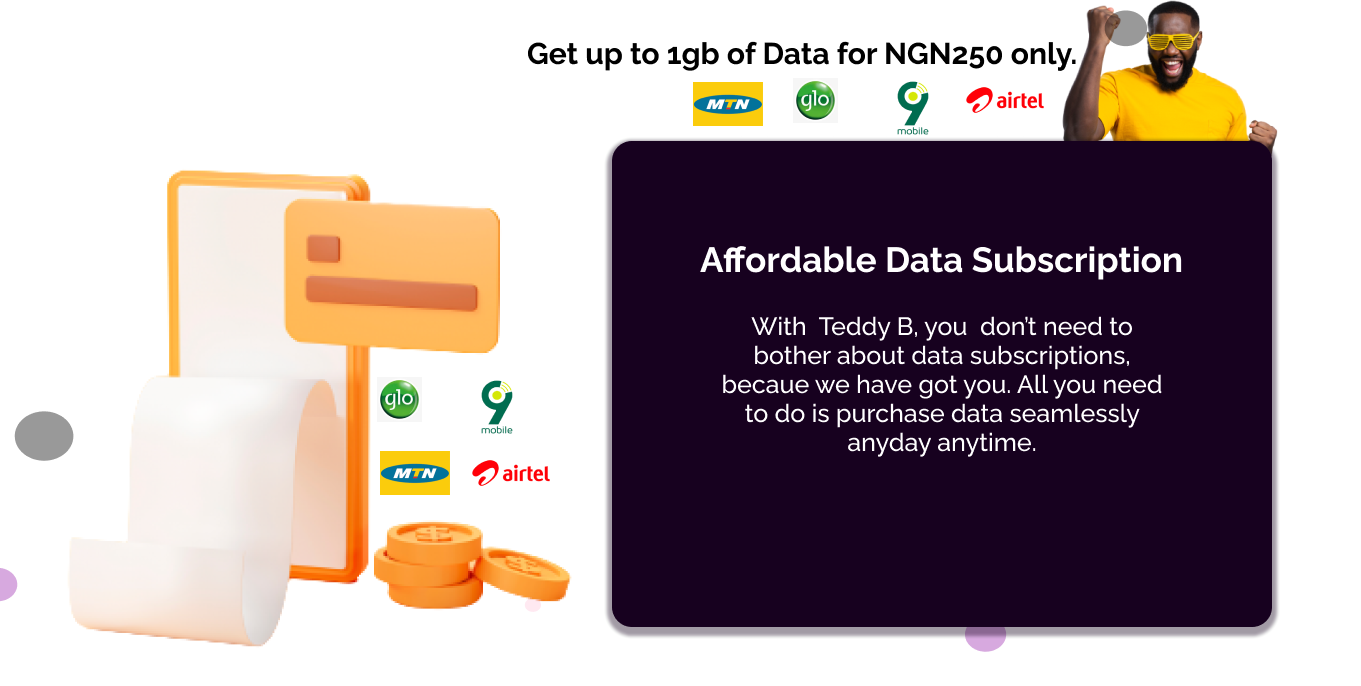 Get up to 1gb of Data for NGN250 only.
MTN glo 9 mobile airtel
Affordable Data Subscription
With  Teddy B, you  don’t need to
bother about data subscriptions,
becaue we have got you. All you need
to do is purchase data seamlessly
anyday anytime.
glo 9 mobile
MTN airtel